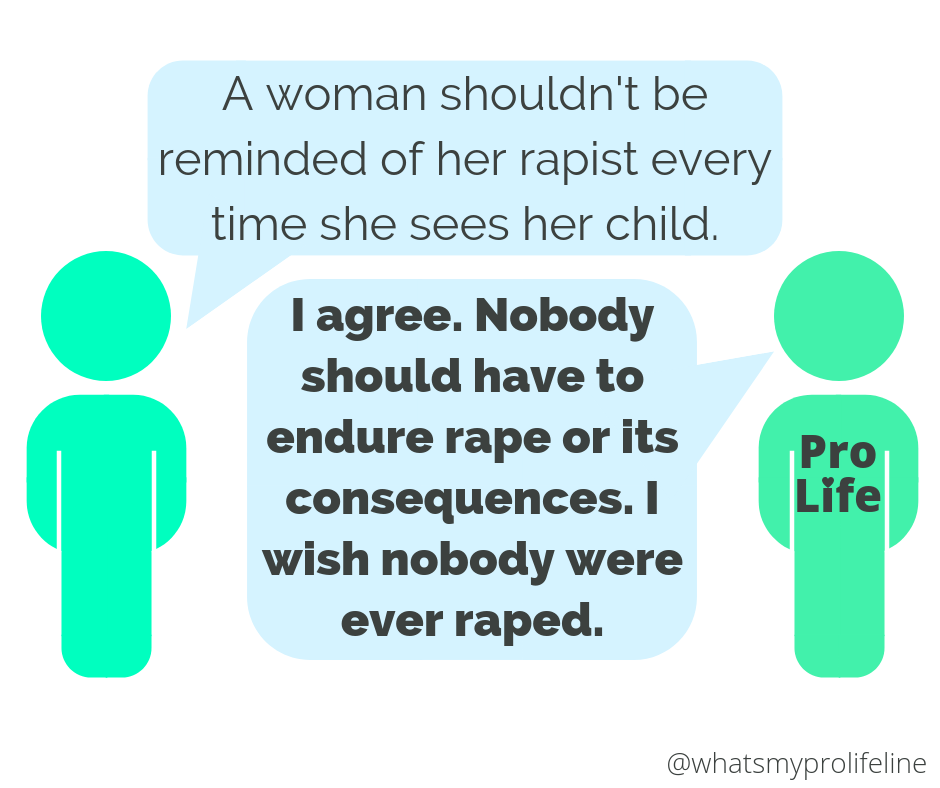 A woman shouldn't be
reminded of her rapist every
time she sees her child.
I agree. Nobody
should have to
endure rape or its
consequences. I
wish nobody were
ever raped.
Pro
Life
@whatsmyprolifeline